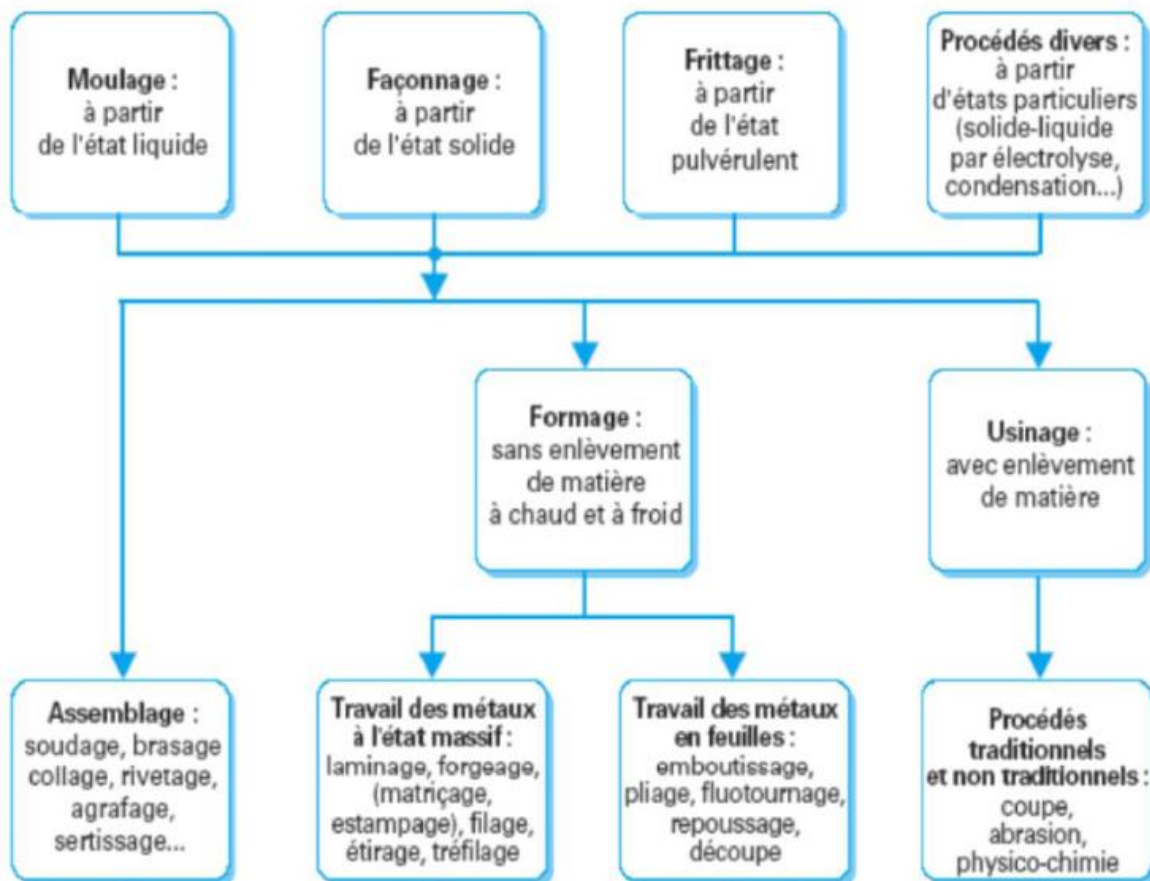 Moulage :
à partir
de l'état liquide
Façonnage :
à partir
de l'état solide
Frittage :
à partir
de l'état
pulvérulent
Procédés divers :
à partir
d'états particuliers
(solide-liquide
par électrolyse,
condensation...)
Formage :
sans enlèvement
de matière
à chaud et à froid
Usinage :
avec enlèvement
de matière
Assemblage :
soudage, brasage
collage, rivetage,
agrafage,
sertissage...
Travail des métaux
à l'état massif :
laminage, forgeage,
(matriçage,
estampage), filage,
étirage, tréfilage
Travail des métaux
en feuilles :
emboutissage,
pliage, fluotournage,
repoussage,
découpe
Procédés
traditionnels
et non traditionnels :
coupe,
abrasion,
physico-chimie